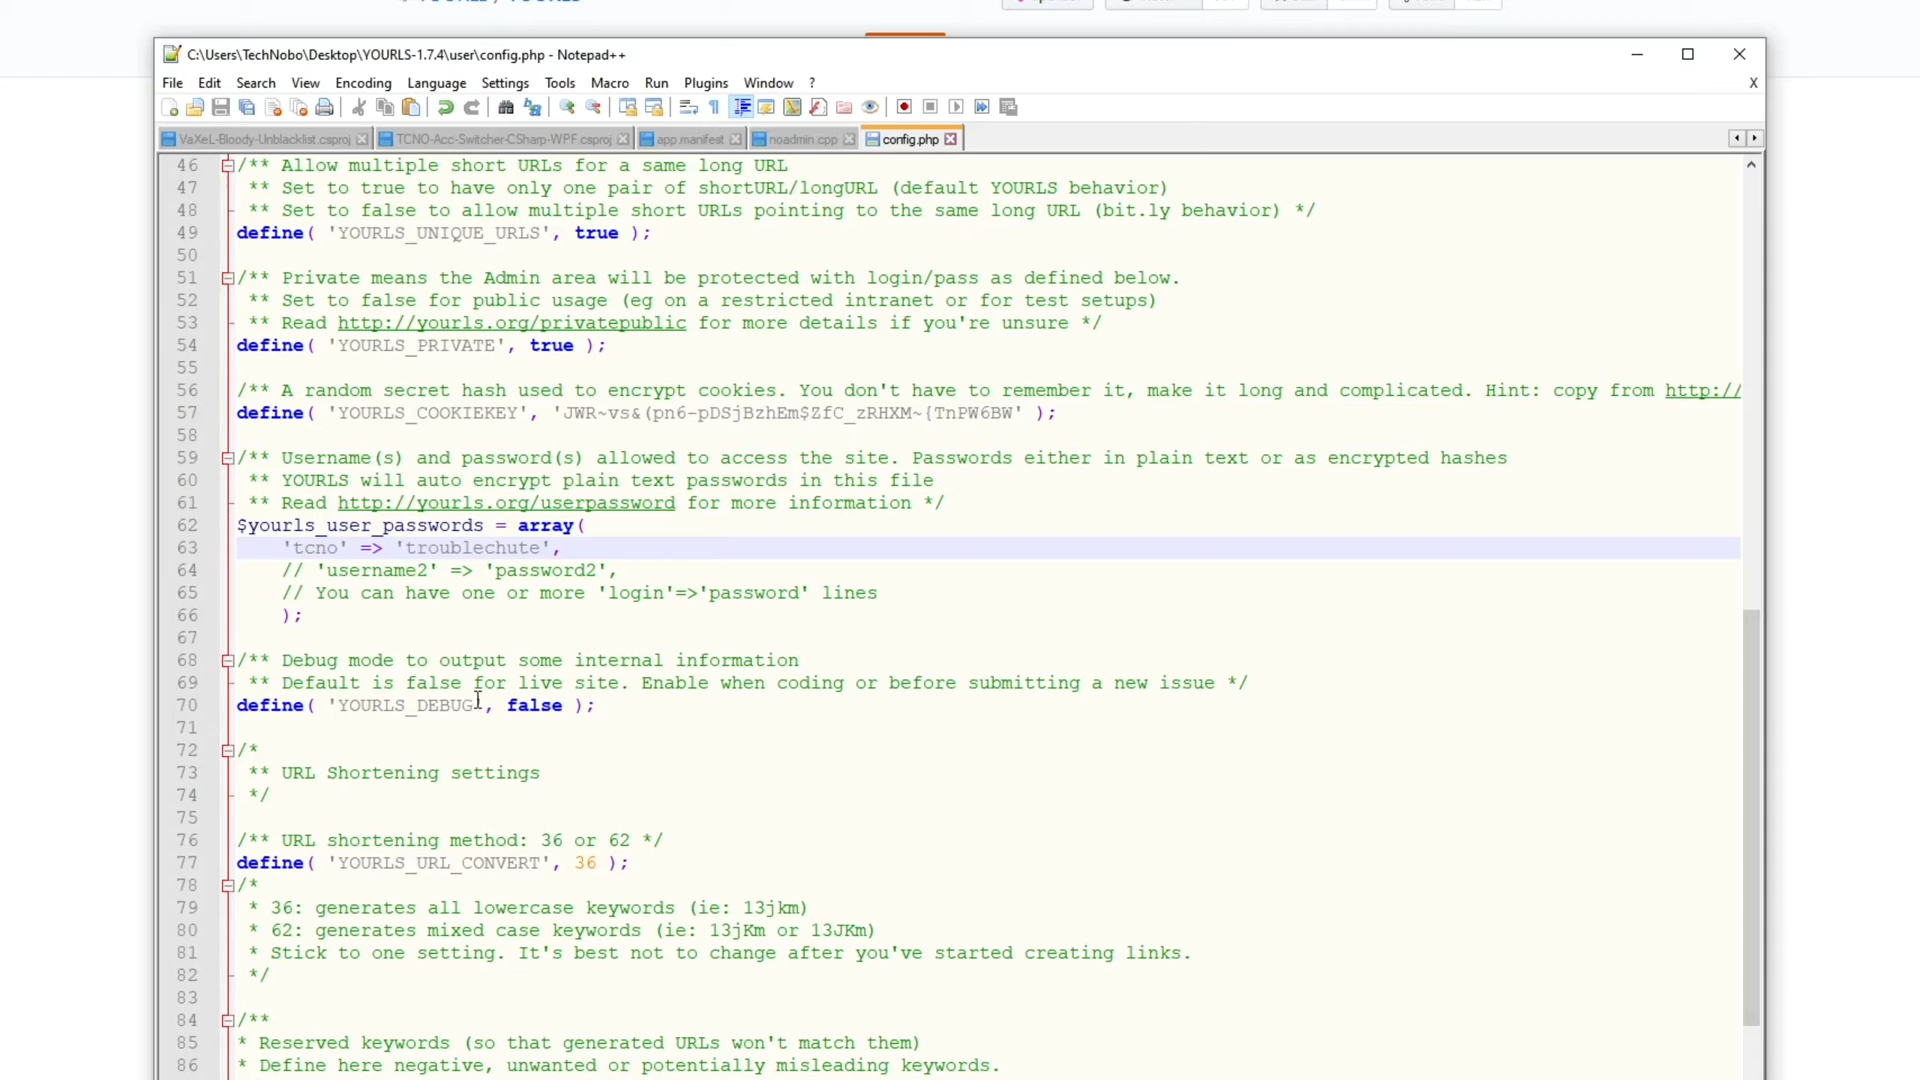 C:\Users\TechNobo\Desktop\YOURLS-1.7.4\user\config.php - Notepad++
File Edit Search View Encoding Language Settings Tools Macro Run Plugins Window ? X
VaXeL-Bloody-Unblacklist.csproj TCNO-Acc-Switcher-CSharp-WPF.csproj app.manifest noadmin.cpp config.php
46 /** Allow multiple short URLs for a same long URL
47 ** Set to true to have only one pair of shortURL/longURL (default YOURLS behavior)
48 ** Set to false to allow multiple short URLs pointing to the same long URL (bit.ly behavior) */
49 define( 'YOURLS_UNIQUE_URLS', true );
50
51 /** Private means the Admin area will be protected with login/pass as defined below.
52 ** Set to false for public usage (eg on a restricted intranet or for test setups)
53 ** Read http://yourls.org/privatepublic for more details if you're unsure */
54 define( 'YOURLS_PRIVATE', true );
55
56 /** A random secret hash used to encrypt cookies. You don't have to remember it, make it long and complicated. Hint: copy from http://
57 define( 'YOURLS_COOKIEKEY', 'JWR~vs&(pn6-pDSjBzhEm$ZfC_zRHXM~{TnPW6BW' );
58
59 /** Username(s) and password(s) allowed to access the site. Passwords either in plain text or as encrypted hashes
60 ** YOURLS will auto encrypt plain text passwords in this file
61 ** Read http://yourls.org/userpassword for more information */
62 $yourls_user_passwords = array(
63 'tcno' => 'troublechute',
64 // 'username2' => 'password2',
65 // You can have one or more 'login'=>'password' lines
66 );
67
68 /** Debug mode to output some internal information
69 ** Default is false for live site. Enable when coding or before submitting a new issue */
70 define( 'YOURLS_DEBUG', false );
71
72 /*
73 ** URL Shortening settings
74 */
75
76 /** URL shortening method: 36 or 62 */
77 define( 'YOURLS_URL_CONVERT', 36 );
78 /*
79 * 36: generates all lowercase keywords (ie: 13jkm)
80 * 62: generates mixed case keywords (ie: 13jKm or 13JKm)
81 * Stick to one setting. It's best not to change after you've started creating links.
82 */
83
84 /**
85 * Reserved keywords (so that generated URLs won't match them)
86 * Define here negative, unwanted or potentially misleading keywords.